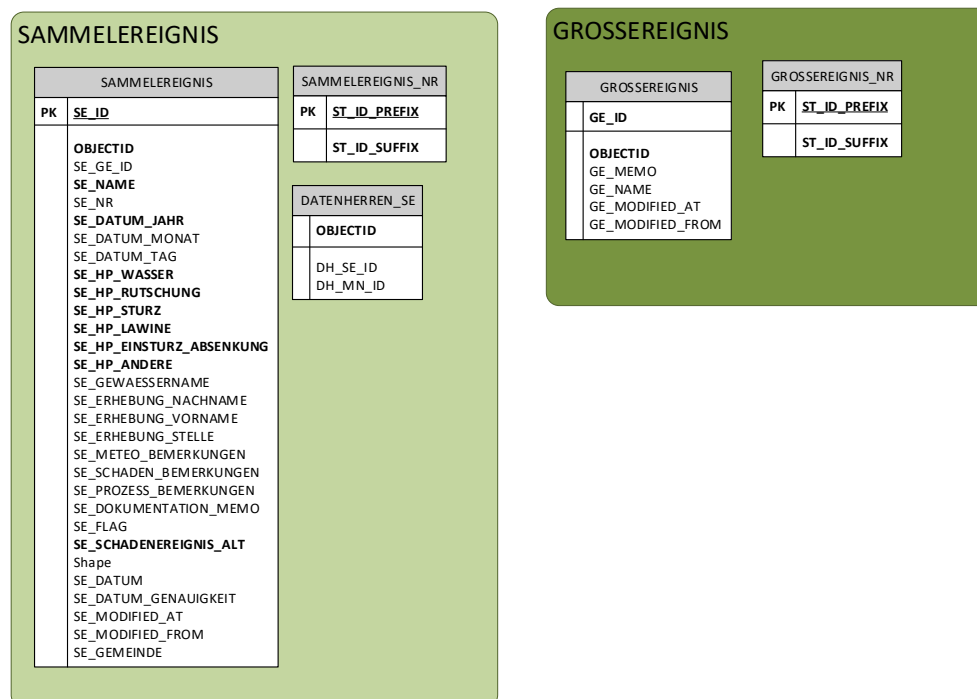 SAMMELEREIGNIS
SAMMELEREIGNIS
PK SE_ID
OBJECTID
SE_GE_ID
SE_NAME
SE_NR
SE_DATUM_JAHR
SE_DATUM_MONAT
SE_DATUM_TAG
SE_HP_WASSER
SE_HP_RUTSCHUNG
SE_HP_STURZ
SE_HP_LAWINE
SE_HP_EINSTURZ_ABSENKUNG
SE_HP_ANDERE
SE_GEWAESSERNAME
SE_ERHEBUNG_NACHNAME
SE_ERHEBUNG_VORNAME
SE_ERHEBUNG_STELLE
SE_METEO_BEMERKUNGEN
SE_SCHADEN_BEMERKUNGEN
SE_PROZESS_BEMERKUNGEN
SE_DOKUMENTATION_MEMO
SE_FLAG
SE_SCHADENEREIGNIS_ALT
Shape
SE_DATUM
SE_DATUM_GENAUIGKEIT
SE_MODIFIED_AT
SE_MODIFIED_FROM
SE_GEMEINDE
SAMMELEREIGNIS_NR
PK ST_ID_PREFIX
ST_ID_SUFFIX
DATENHERREN_SE
OBJECTID
DH_SE_ID
DH_MN_ID
GROSSEREIGNIS
GROSSEREIGNIS
GE_ID
OBJECTID
GE_MEMO
GE_NAME
GE_MODIFIED_AT
GE_MODIFIED_FROM
GROSSEREIGNIS_NR
PK ST_ID_PREFIX
ST_ID_SUFFIX